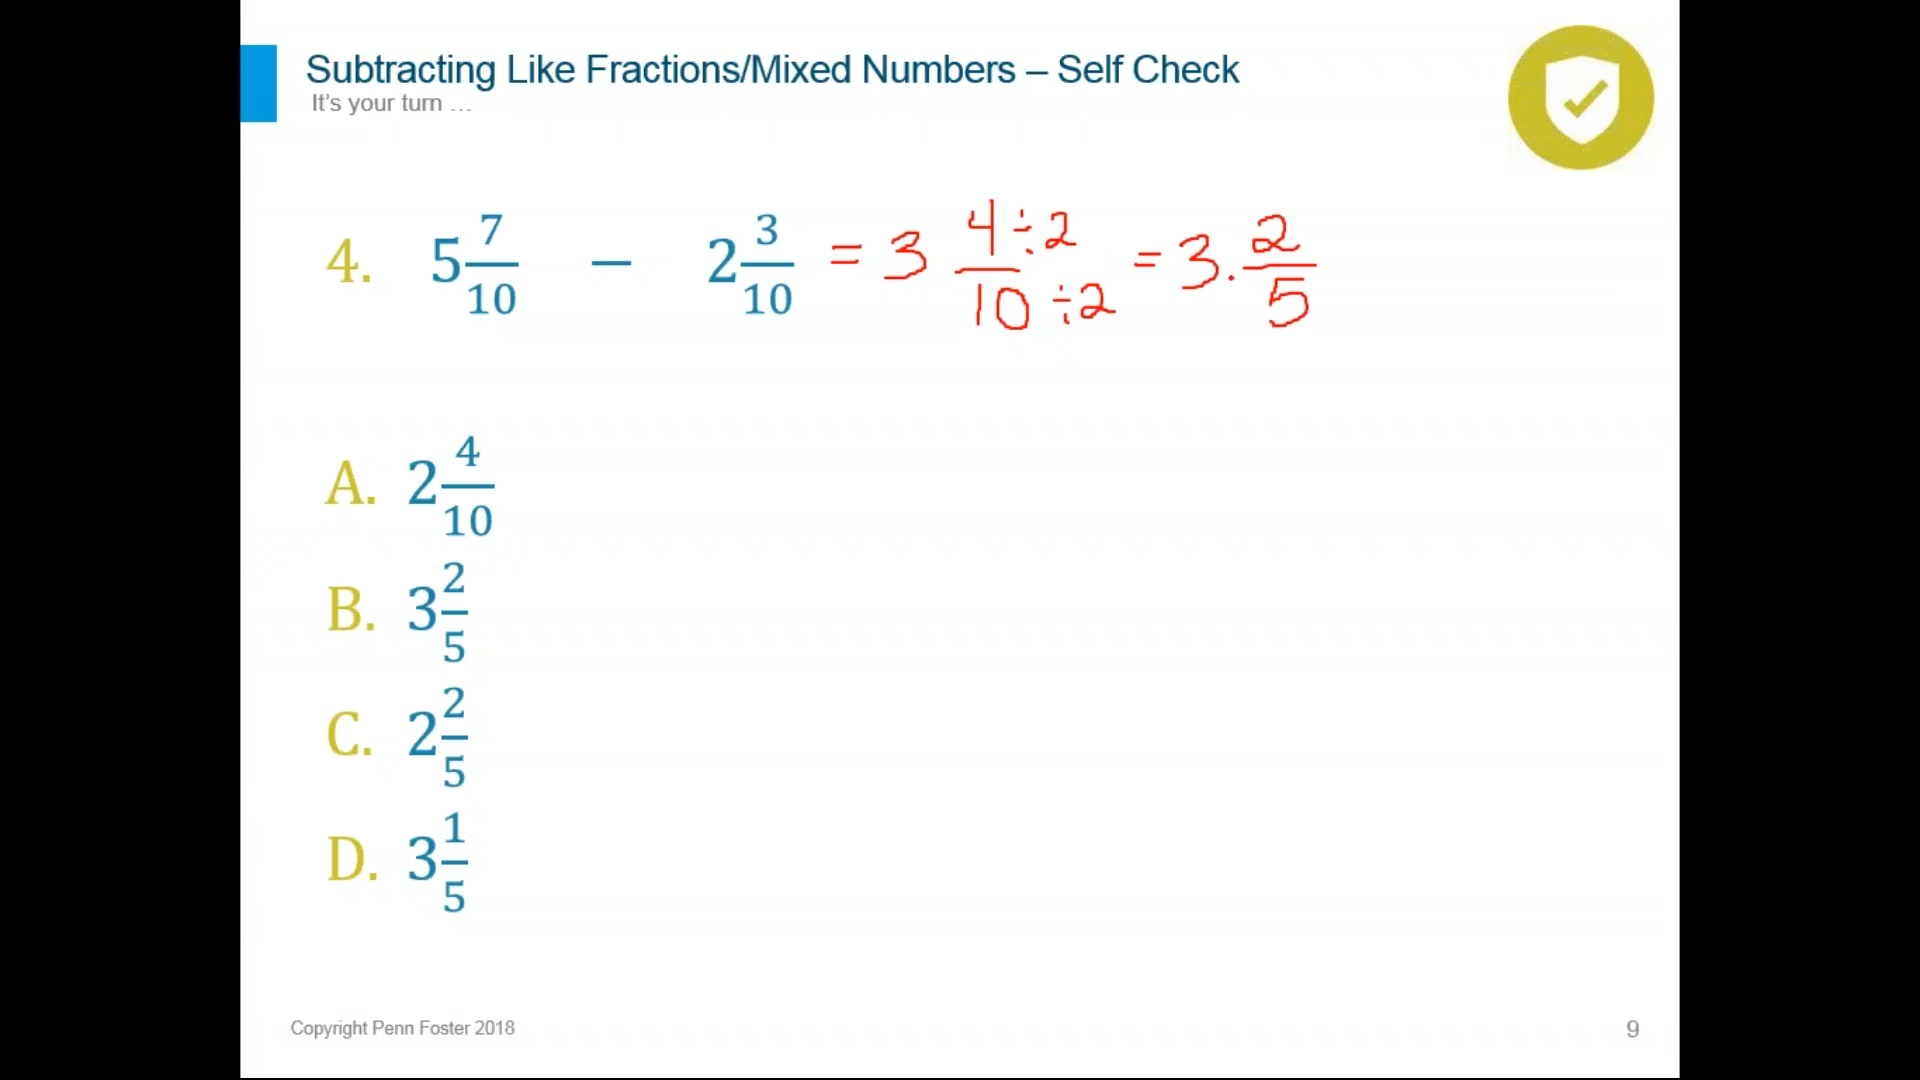 Subtracting Like Fractions/Mixed Numbers – Self Check
It's your turn …
4. 5 7/10 – 2 3/10 = 3 4÷2/10÷2 = 3. 2/5
A. 2 4/10
B. 3 2/5
C. 2 2/5
D. 3 1/5
Copyright Penn Foster 2018
9